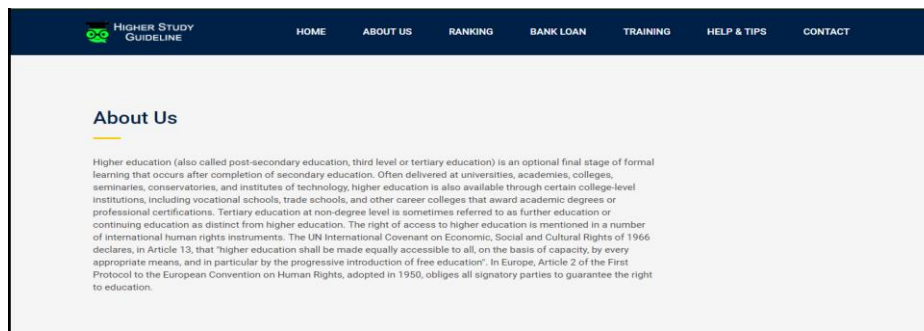 HIGHER STUDY
GUIDELINE
HOME ABOUT US RANKING BANK LOAN TRAINING HELP & TIPS CONTACT
About Us
Higher education (also called post-secondary education, third level or tertiary education) is an optional final stage of formal
learning that occurs after completion of secondary education. Often delivered at universities, academies, colleges,
seminaries, conservatories, and institutes of technology, higher education is also available through certain college-level
institutions, including vocational schools, trade schools, and other career colleges that award academic degrees or
professional certifications. Tertiary education at non-degree level is sometimes referred to as further education or
continuing education as distinct from higher education. The right of access to higher education is mentioned in a number
of international human rights instruments. The UN International Covenant on Economic, Social and Cultural Rights of 1966
declares, in Article 13, that "higher education shall be made equally accessible to all, on the basis of capacity, by every
appropriate means, and in particular by the progressive introduction of free education". In Europe, Article 2 of the First
Protocol to the European Convention on Human Rights, adopted in 1950, obliges all signatory parties to guarantee the right
to education.